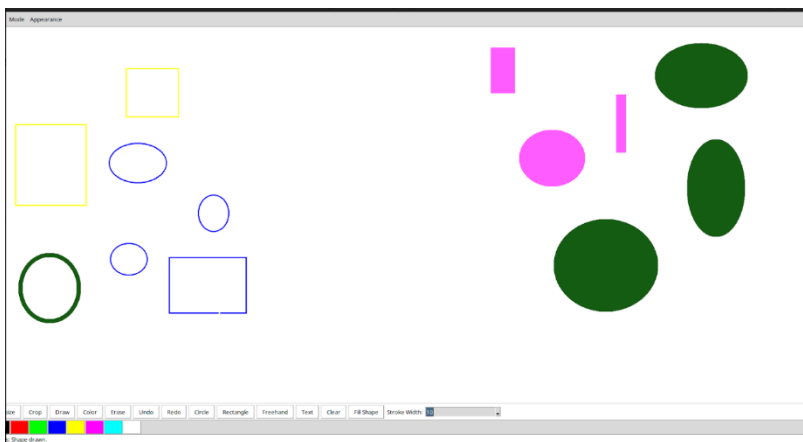 Mode Appearance
Crop Draw Color Erase Undo Redo Circle Rectangle Freehand Text Clear Fill Shape Stroke Width: 10
Shape drawn.